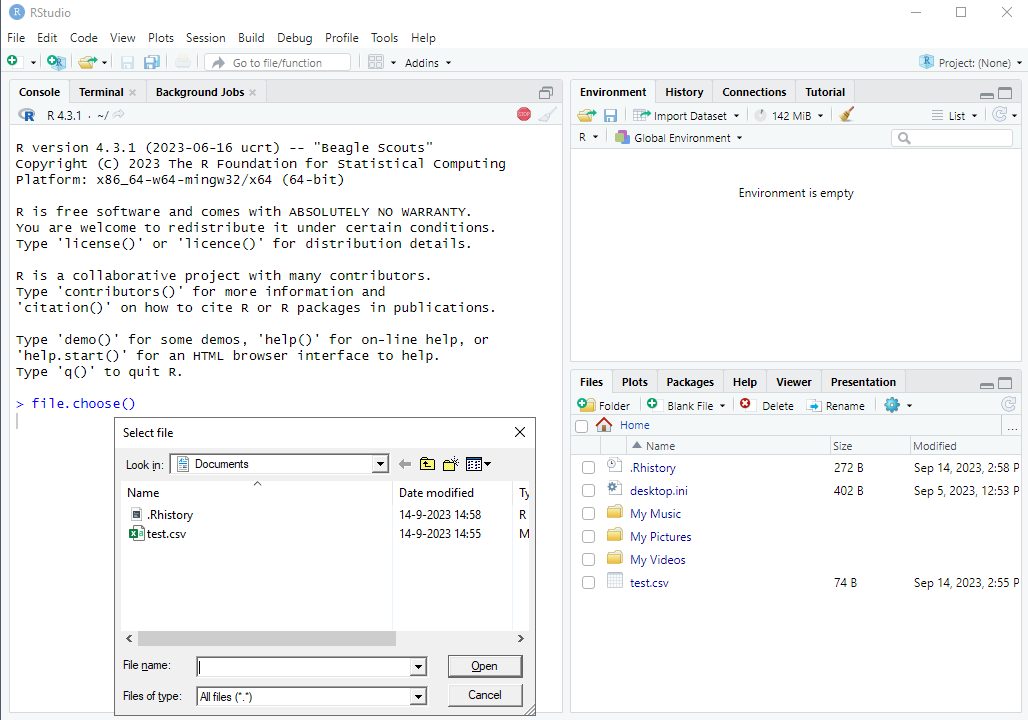 RStudio
File Edit Code View Plots Session Build Debug Profile Tools Help
Go to file/function Addins Project: (None)
Console Terminal Background Jobs
R 4.3.1 · ~/
R version 4.3.1 (2023-06-16 ucrt) -- "Beagle Scouts"
Copyright (C) 2023 The R Foundation for Statistical Computing
Platform: x86_64-w64-mingw32/x64 (64-bit)
R is free software and comes with ABSOLUTELY NO WARRANTY.
You are welcome to redistribute it under certain conditions.
Type 'license()' or 'licence()' for distribution details.
R is a collaborative project with many contributors.
Type 'contributors()' for more information and
'citation()' on how to cite R or R packages in publications.
Type 'demo()' for some demos, 'help()' for on-line help, or
'help.start()' for an HTML browser interface to help.
Type 'q()' to quit R.
> file.choose()
Select file
Look in: Documents
Name Date modified Ty
.Rhistory 14-9-2023 14:58 R
test.csv 14-9-2023 14:55 M
File name: Open
Files of type: All files (*.*) Cancel
Environment History Connections Tutorial
Import Dataset 142 MiB List
R Global Environment
Environment is empty
Files Plots Packages Help Viewer Presentation
Folder Blank File Delete Rename
Home ...
Name Size Modified
.Rhistory 272 B Sep 14, 2023, 2:58 P
desktop.ini 402 B Sep 5, 2023, 12:53 P
My Music
My Pictures
My Videos
test.csv 74 B Sep 14, 2023, 2:55 P